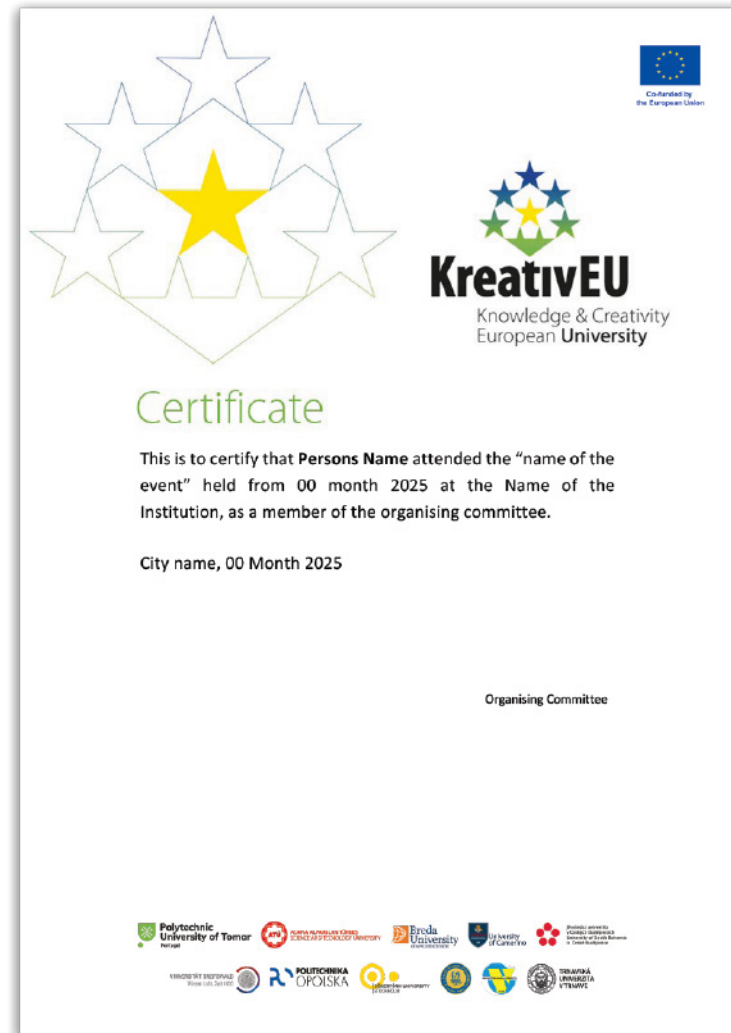 Co-funded by
the European Union
KreativEU
Knowledge & Creativity
European University
Certificate
This is to certify that Persons Name attended the “name of the
event” held from 00 month 2025 at the Name of the
Institution, as a member of the organising committee.
City name, 00 Month 2025
Organising Committee
Polytechnic
University of Tomar
Portugal
Breda
University
University
of Camerino
POLITECHNIKA
OPOLSKA
TRNAVSKÁ
UNIVERZITA
V TRNAVE